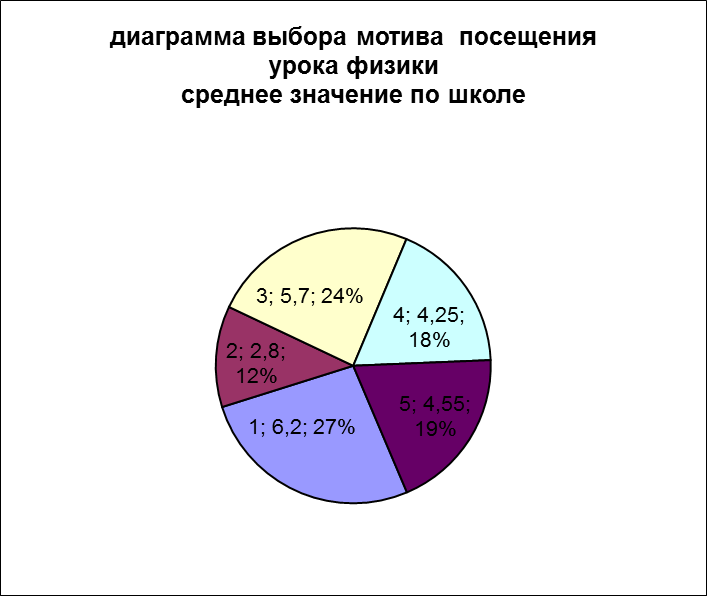 диаграмма выбора мотива  посещения
урока физики
среднее значение по школе
3; 5,7; 24%
4; 4,25;
18%
2; 2,8;
12%
5; 4,55;
19%
1; 6,2; 27%